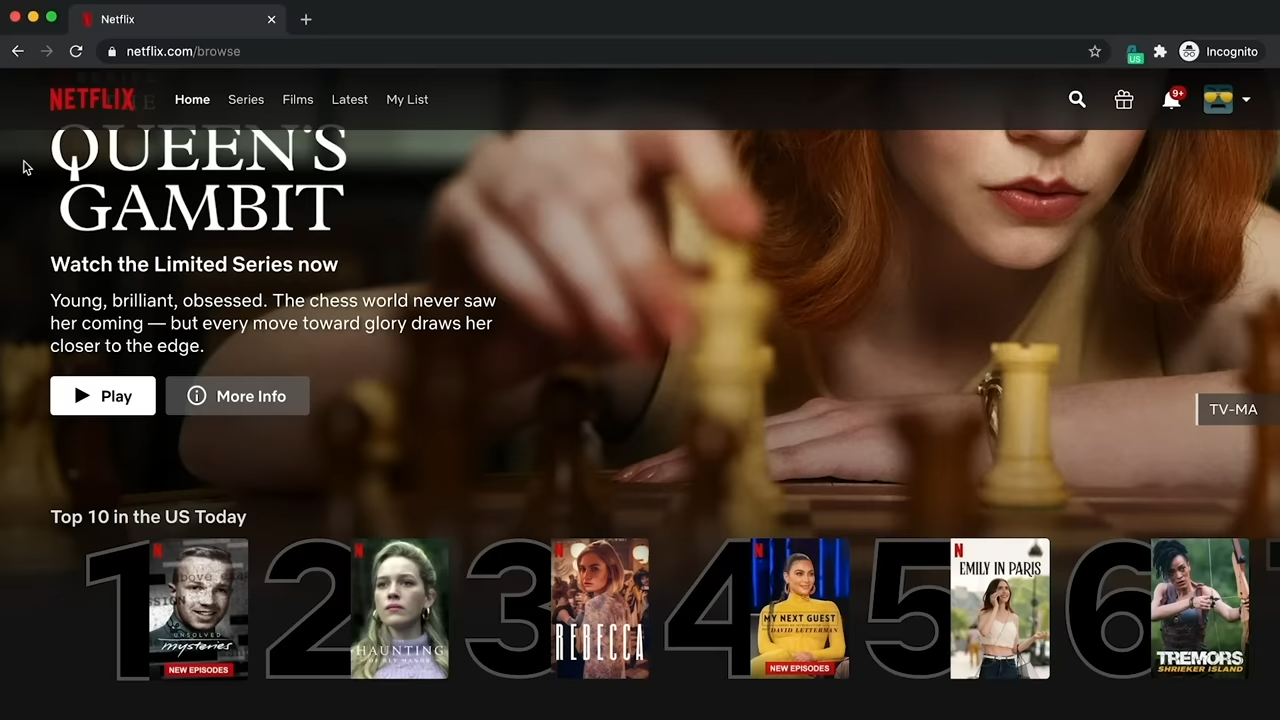 Netflix
netflix.com/browse
US
Incognito
NETFLIX
Home
Series
Films
Latest
My List
9+
QUEEN'S
GAMBIT
Watch the Limited Series now
Young, brilliant, obsessed. The chess world never saw
her coming — but every move toward glory draws her
closer to the edge.
Play
More Info
TV-MA
Top 10 in the US Today
1
N
UNSOLVED
mysteries
NEW EPISODES
2
N
HAUNTING
3
N
REBECCA
4
N
MY NEXT GUEST
DAVID LETTERMAN
NEW EPISODES
5
N
EMILY IN PARIS
6
TREMORS
SHRIEKER ISLAND